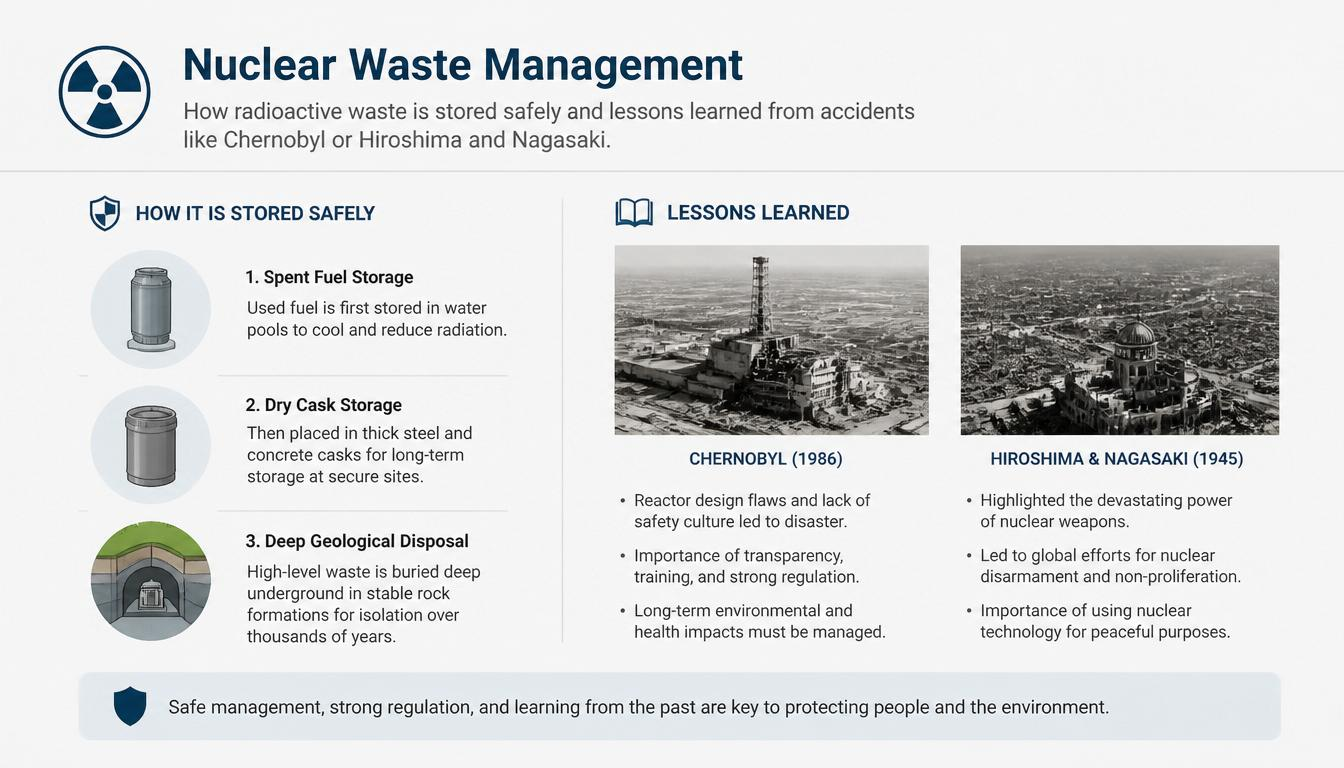 Nuclear Waste Management
How radioactive waste is stored safely and lessons learned from accidents
like Chernobyl or Hiroshima and Nagasaki.
HOW IT IS STORED SAFELY
1. Spent Fuel Storage
Used fuel is first stored in water
pools to cool and reduce radiation.
2. Dry Cask Storage
Then placed in thick steel and
concrete casks for long-term
storage at secure sites.
3. Deep Geological Disposal
High-level waste is buried deep
underground in stable rock
formations for isolation over
thousands of years.
LESSONS LEARNED
CHERNOBYL (1986)
• Reactor design flaws and lack of
safety culture led to disaster.
• Importance of transparency,
training, and strong regulation.
• Long-term environmental and
health impacts must be managed.
HIROSHIMA & NAGASAKI (1945)
• Highlighted the devastating power
of nuclear weapons.
• Led to global efforts for nuclear
disarmament and non-proliferation.
• Importance of using nuclear
technology for peaceful purposes.
Safe management, strong regulation, and learning from the past are key to protecting people and the environment.